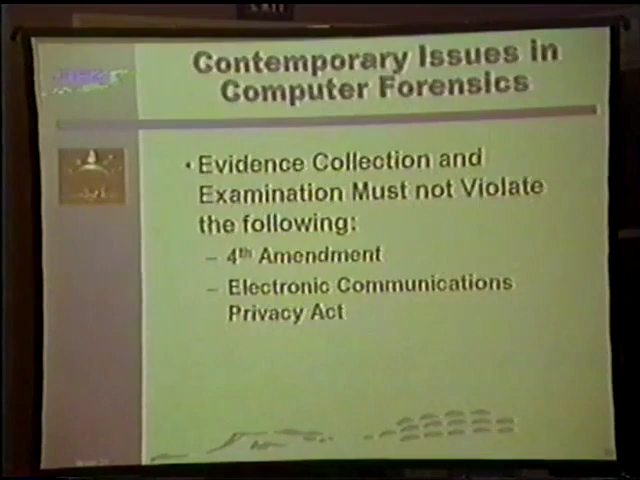 EXIT
Contemporary Issues in
Computer Forensics
• Evidence Collection and
Examination Must not Violate
the following:
– 4th Amendment
– Electronic Communications
Privacy Act